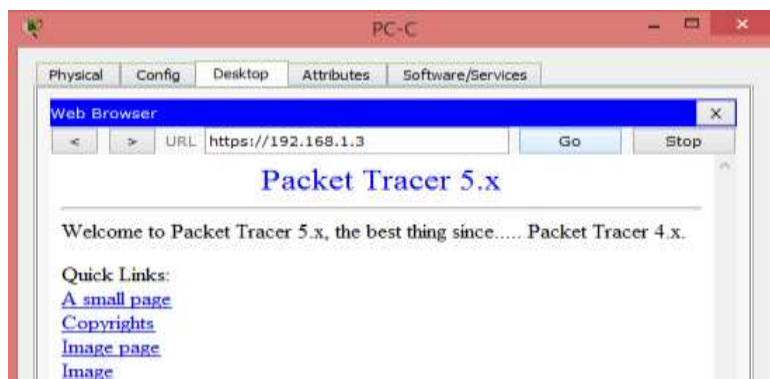 PC-C
Physical Config Desktop Attributes Software/Services
Web Browser X
< > URL https://192.168.1.3 Go Stop
Packet Tracer 5.x
Welcome to Packet Tracer 5.x, the best thing since..... Packet Tracer 4.x.
Quick Links:
A small page
Copyrights
Image page
Image